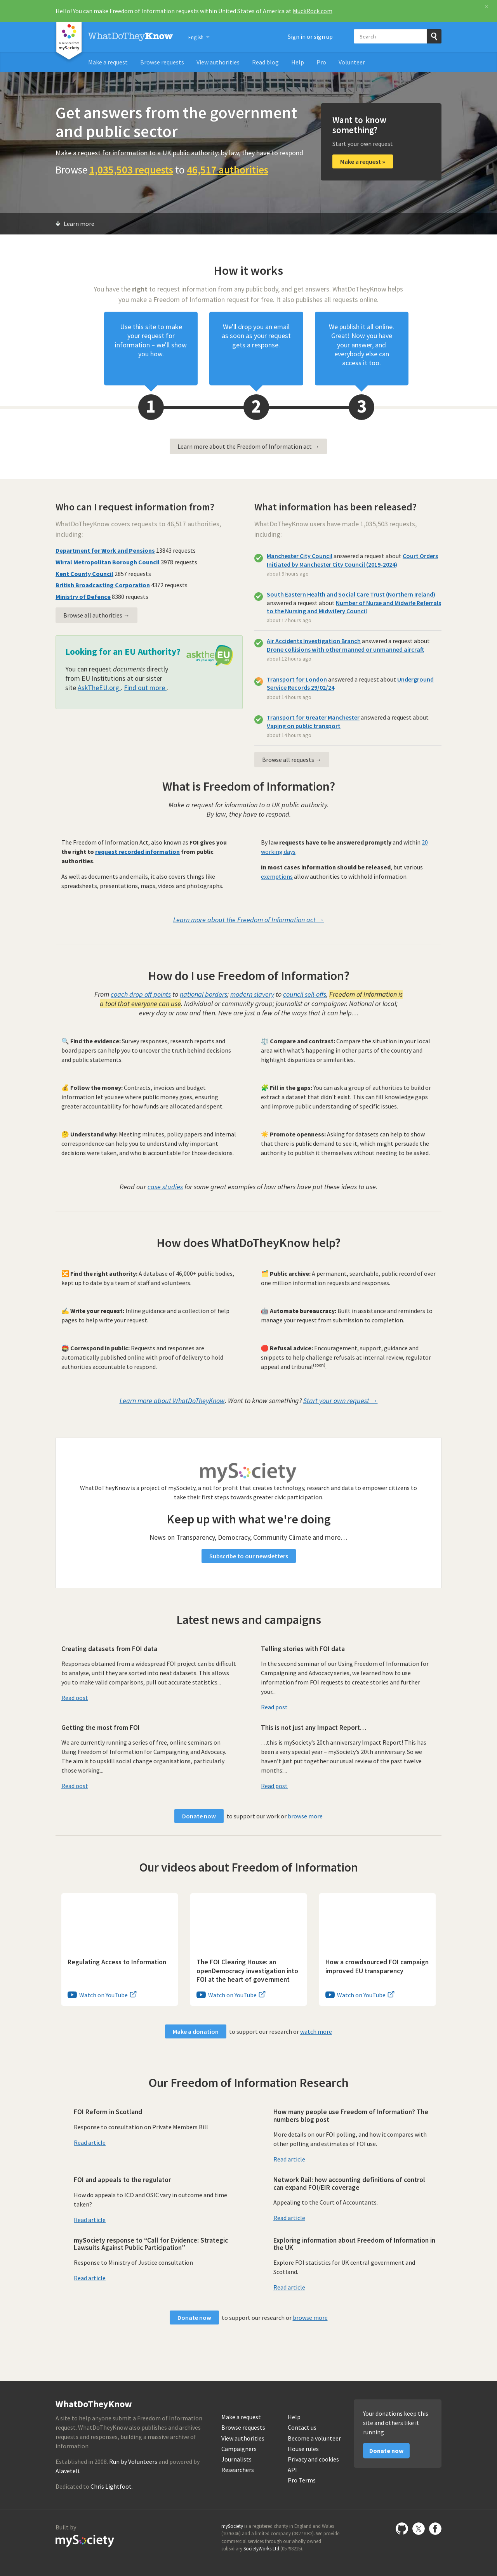 Hello! You can make Freedom of Information requests within United States of America at MuckRock.com
×
WhatDoTheyKnow
English
Sign in or sign up
Search
mySociety
Make a request
Browse requests
View authorities
Read blog
Help
Pro
Volunteer
Get answers from the government
and public sector
Make a request for information to a UK public authority: by law, they have to respond
Browse 1,035,503 requests to 46,517 authorities
Want to know
something?
Start your own request
Make a request »
Learn more
How it works
You have the right to request information from any public body, and get answers. WhatDoTheyKnow helps
you make a Freedom of Information request for free. It also publishes all requests online.
Use this site to make
your request for
information – we'll show
you how.
We'll drop you an email
as soon as your request
gets a response.
We publish it all online.
Great! Now you have
your answer, and
everybody else can
access it too.
1
2
3
Learn more about the Freedom of Information act →
Who can I request information from?
WhatDoTheyKnow covers requests to 46,517 authorities,
including:
Department for Work and Pensions 13843 requests
Wirral Metropolitan Borough Council 3978 requests
Kent County Council 2857 requests
British Broadcasting Corporation 4372 requests
Ministry of Defence 8380 requests
Browse all authorities →
Looking for an EU Authority?
You can request documents directly
from EU Institutions at our sister
site AskTheEU.org . Find out more .
asktheEU
What information has been released?
WhatDoTheyKnow users have made 1,035,503 requests,
including:
Manchester City Council answered a request about Court Orders
initiated by Manchester City Council (2019-2024)
about 9 hours ago
South Eastern Health and Social Care Trust (Northern Ireland)
answered a request about Number of Nurse and Midwife Referrals
to the Nursing and Midwifery Council
about 13 hours ago
Air Accidents Investigation Branch answered a request about
Drone collisions with other manned or unmanned aircraft
about 13 hours ago
Transport for London answered a request about Underground
Service Records 29/02/24
about 14 hours ago
Transport for Greater Manchester answered a request about
Vaping on public transport
about 14 hours ago
Browse all requests →
What is Freedom of Information?
Make a request for information to a UK public authority.
By law, they have to respond.
The Freedom of Information Act, also known as FOI gives you
the right to request recorded information from public
authorities.
As well as documents and emails, it also covers things like
spreadsheets, presentations, maps, videos and photographs.
By law requests have to be answered promptly and within 20
working days.
In most cases information should be released, but various
exemptions allow authorities to withhold information.
Learn more about the Freedom of Information act →
How do I use Freedom of Information?
From coach drop off points to national borders; modern slavery to council sell-offs, Freedom of Information is
a tool that everyone can use. Individual or community group; journalist or campaigner. National or local;
every day or now and then. Here are just a few of the ways that it can help…
🔍 Find the evidence: Survey responses, research reports and
board papers can help you to uncover the truth behind decisions
and public statements.
⚖️ Compare and contrast: Compare the situation in your local
area with what's happening in other parts of the country and
highlight disparities or similarities.
💰 Follow the money: Contracts, invoices and budget
information let you see where public money goes, ensuring
greater accountability for how funds are allocated and spent.
🧩 Fill in the gaps: You can ask a group of authorities to build or
extract a dataset that didn't exist. This can fill knowledge gaps
and improve public understanding of specific issues.
🤔 Understand why: Meeting minutes, policy papers and internal
correspondence can help you to understand why important
decisions were taken, and who is accountable for those decisions.
☀️ Promote openness: Asking for datasets can help to show
that there is public demand to see it, which might persuade the
authority to publish it themselves without needing to be asked.
Read our case studies for some great examples of how others have put these ideas to use.
How does WhatDoTheyKnow help?
🔀 Find the right authority: A database of 46,000+ public bodies,
kept up to date by a team of staff and volunteers.
🗂️ Public archive: A permanent, searchable, public record of over
one million information requests and responses.
✍️ Write your request: Inline guidance and a collection of help
pages to help write your request.
🤖 Automate bureaucracy: Built in assistance and reminders to
manage your request from submission to completion.
Correspond in public: Requests and responses are
automatically published online with proof of delivery to hold
authorities accountable to respond.
🛑 Refusal advice: Encouragement, support, guidance and
snippets to help challenge refusals at internal review, regulator
appeal and tribunal(soon).
Learn more about WhatDoTheyKnow. Want to know something? Start your own request →
mySociety
WhatDoTheyKnow is a project of mySociety, a not for profit that creates technology, research and data to empower citizens to
take their first steps towards greater civic participation.
Keep up with what we're doing
News on Transparency, Democracy, Community Climate and more…
Subscribe to our newsletters
Latest news and campaigns
Creating datasets from FOI data
Responses obtained from a widespread FOI project can be difficult
to analyse, until they are sorted into neat datasets. This allows
you to make valid comparisons, pull out accurate statistics...
Read post
Telling stories with FOI data
In the second seminar of our Using Freedom of Information for
Campaigning and Advocacy series, we learned how to use
information from FOI requests to create stories and further
your...
Read post
Getting the most from FOI
We are currently running a series of free, online seminars on
Using Freedom of Information for Campaigning and Advocacy.
The aim is to upskill social change organisations, particularly
those working...
Read post
This is not just any Impact Report…
…this is mySociety's 20th anniversary Impact Report! This has
been a very special year – mySociety's 20th anniversary. So we
haven't just put together our usual review of the past twelve
months:...
Read post
Donate now to support our work or browse more
Our videos about Freedom of Information
Regulating Access to Information
Watch on YouTube
The FOI Clearing House: an
openDemocracy investigation into
FOI at the heart of government
Watch on YouTube
How a crowdsourced FOI campaign
improved EU transparency
Watch on YouTube
Make a donation to support our research or watch more
Our Freedom of Information Research
FOI Reform in Scotland
Response to consultation on Private Members Bill
Read article
How many people use Freedom of Information? The
numbers blog post
More details on our FOI polling, and how it compares with
other polling and estimates of FOI use.
Read article
FOI and appeals to the regulator
How do appeals to ICO and OSIC vary in outcome and time
taken?
Read article
Network Rail: how accounting definitions of control
can expand FOI/EIR coverage
Appealing to the Court of Accountants.
Read article
mySociety response to “Call for Evidence: Strategic
Lawsuits Against Public Participation”
Response to Ministry of Justice consultation
Read article
Exploring information about Freedom of Information in
the UK
Explore FOI statistics for UK central government and
Scotland.
Read article
Donate now to support our research or browse more
WhatDoTheyKnow
A site to help anyone submit a Freedom of Information
request. WhatDoTheyKnow also publishes and archives
requests and responses, building a massive archive of
information.
Established in 2008. Run by Volunteers and powered by
Alaveteli.
Dedicated to Chris Lightfoot.
Make a request
Browse requests
View authorities
Campaigners
Journalists
Researchers
Help
Contact us
Become a volunteer
House rules
Privacy and cookies
API
Pro Terms
Your donations keep this
site and others like it
running
Donate now
Built by
mySociety
mySociety is a registered charity in England and Wales
(1076346) and a limited company (03277032). We provide
commercial services through our wholly owned
subsidiary SocietyWorks Ltd (05798215).